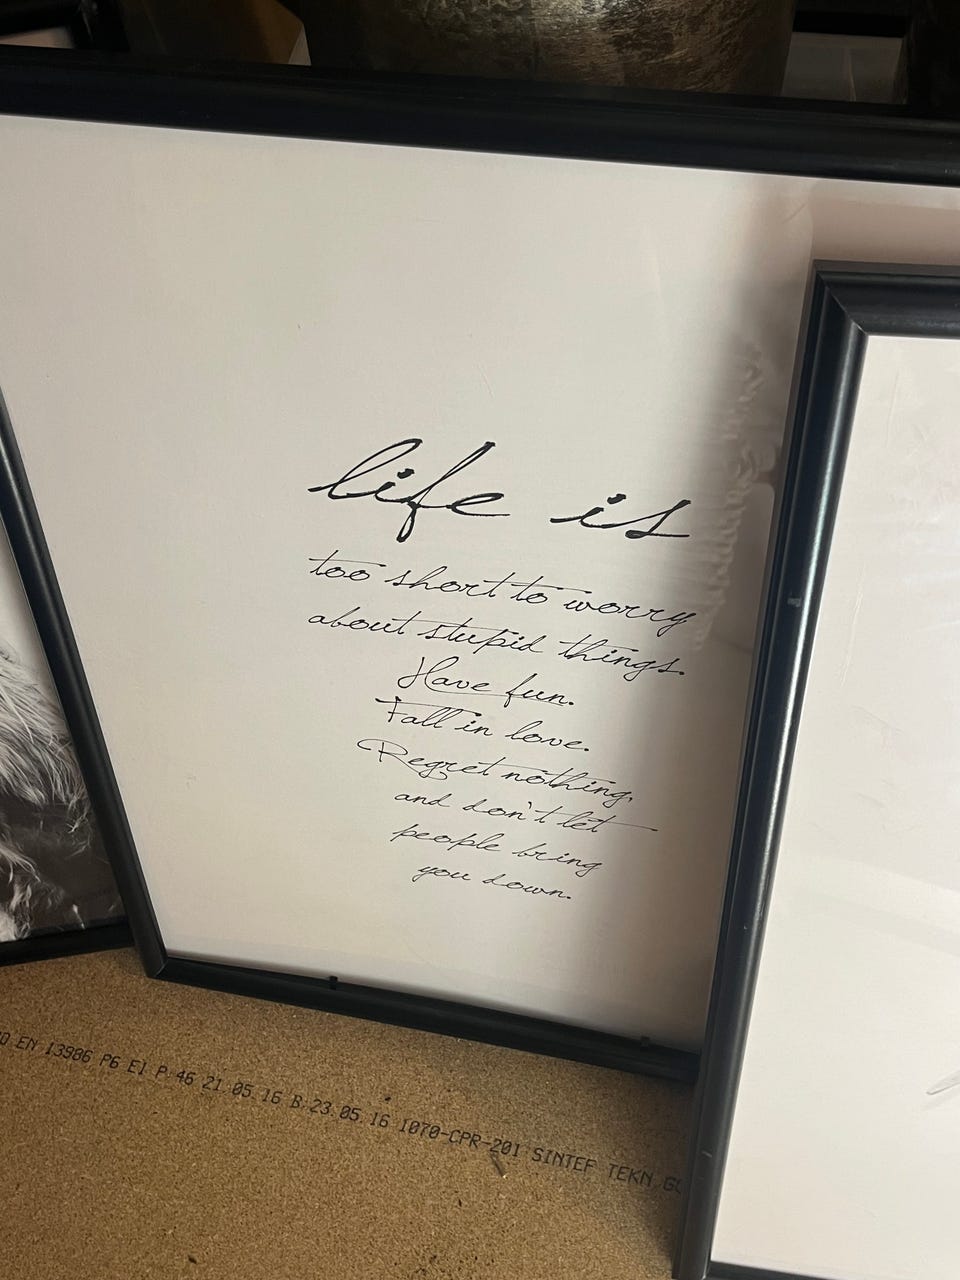 life is
too short to worry
about stupid things.
Have fun.
Fall in love.
Regret nothing,
and don't let
people bring
you down.
EN 13986 P6 E1 P:46 21.05.16 B:23.05.16 1070-CPR-201 SINTEF TEKN.